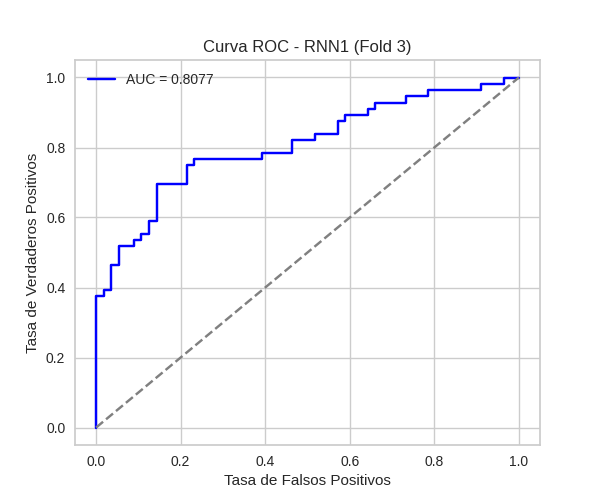 Curva ROC - RNN1 (Fold 3)
AUC = 0.8077
Tasa de Verdaderos Positivos
1.0
0.8
0.6
0.4
0.2
0.0
0.0 0.2 0.4 0.6 0.8 1.0
Tasa de Falsos Positivos